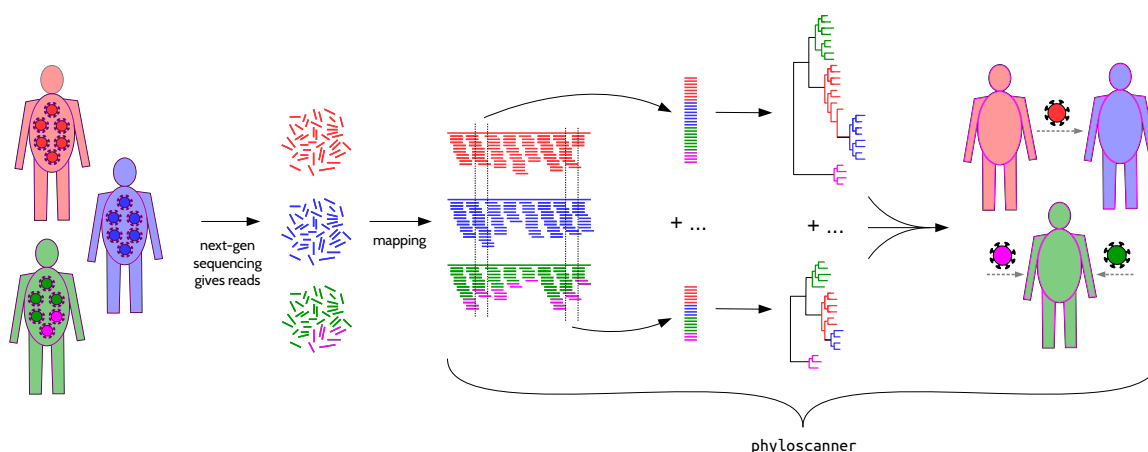 next-gen
sequencing
gives reads
mapping
+ ...
+ ...
phyloscanner